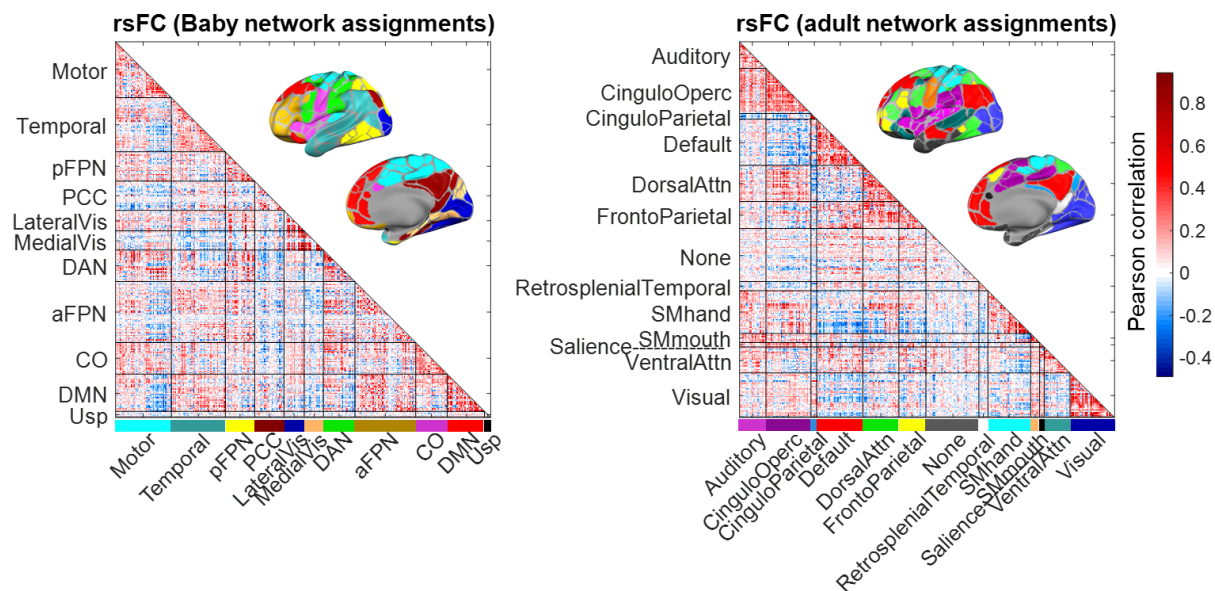 rsFC (Baby network assignments)
Motor
Temporal
pFPN
PCC
LateralVis
MedialVis
DAN
aFPN
CO
DMN
Usp
Motor
Temporal
pFPN
PCC
LateralVis
MedialVis
DAN
aFPN
CO
DMN
Usp
rsFC (adult network assignments)
Auditory
CinguloOperc
CinguloParietal
Default
DorsalAttn
FrontoParietal
None
RetrosplenialTemporal
SMhand
SMmouth
Salience----------
VentralAttn
Visual
Auditory
CinguloOperc
CinguloParietal
Default
DorsalAttn
FrontoParietal
None
RetrosplenialTemporal
SMhand
SMmouth
Salience----------
VentralAttn
Visual
Pearson correlation
0.8
0.6
0.4
0.2
0
-0.2
-0.4